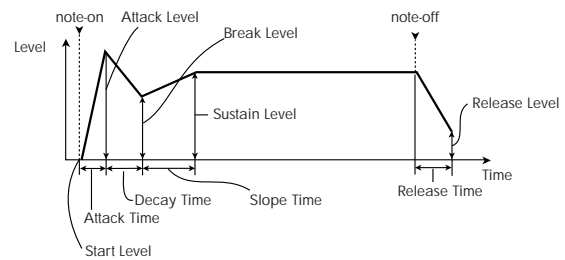 note-on
Attack Level
note-off
Break Level
Level
Release Level
Sustain Level
Time
Decay Time
Slope Time
Release Time
Attack Time
Start Level